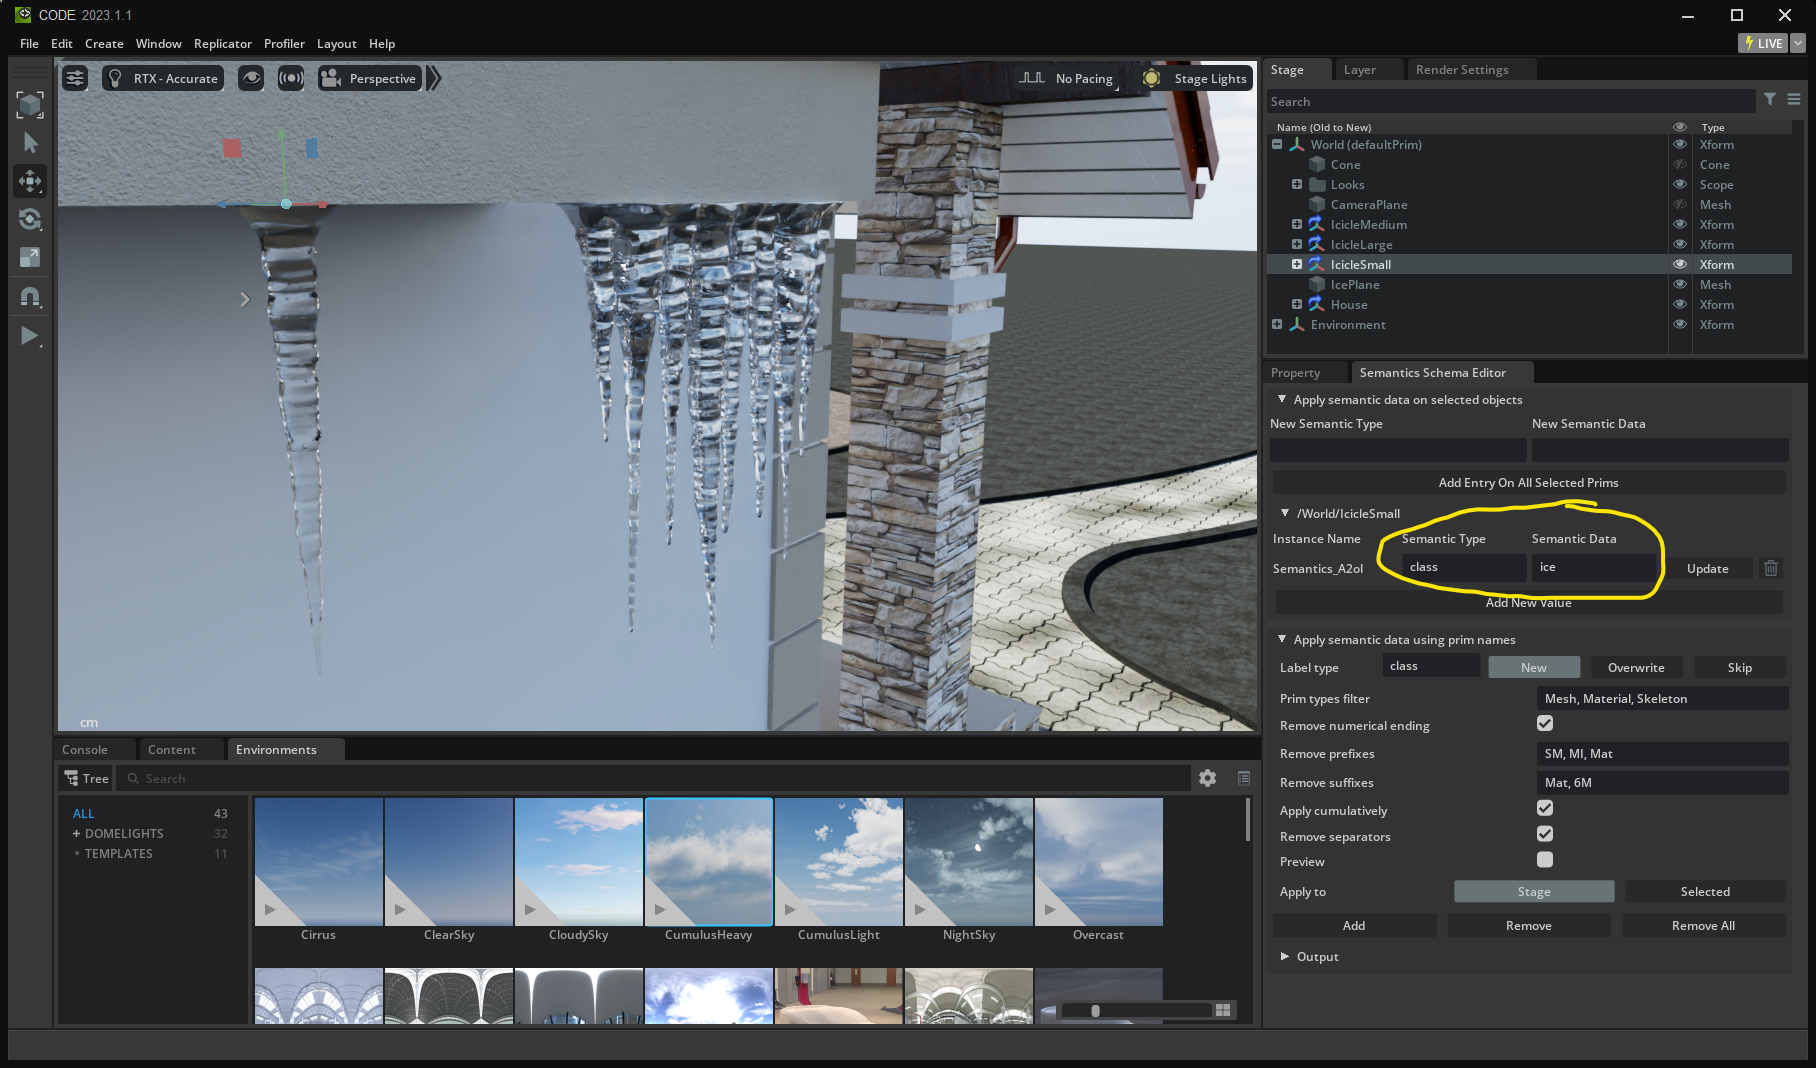 CODE 2023.1.1
File Edit Create Window Replicator Profiler Layout Help
LIVE
RTX - Accurate
Perspective
No Pacing
Stage Lights
cm
Stage Layer Render Settings
Search
Name (Old to New) Type
World (defaultPrim) Xform
Cone Cone
Looks Scope
CameraPlane Mesh
IcicleMedium Xform
IcicleLarge Xform
IcicleSmall Xform
IcePlane Mesh
House Xform
Environment Xform
Property Semantics Schema Editor
Apply semantic data on selected objects
New Semantic Type New Semantic Data
Add Entry On All Selected Prims
/World/IcicleSmall
Instance Name Semantic Type Semantic Data
Semantics_A2ol class ice Update
Add New Value
Apply semantic data using prim names
Label type class New Overwrite Skip
Prim types filter Mesh, Material, Skeleton
Remove numerical ending
Remove prefixes SM, MI, Mat
Remove suffixes Mat, 6M
Apply cumulatively
Remove separators
Preview
Apply to Stage Selected
Add Remove Remove All
Output
Console Content Environments
Tree Search
ALL 43
+ DOMELIGHTS 32
TEMPLATES 11
Cirrus ClearSky CloudySky CumulusHeavy CumulusLight NightSky Overcast